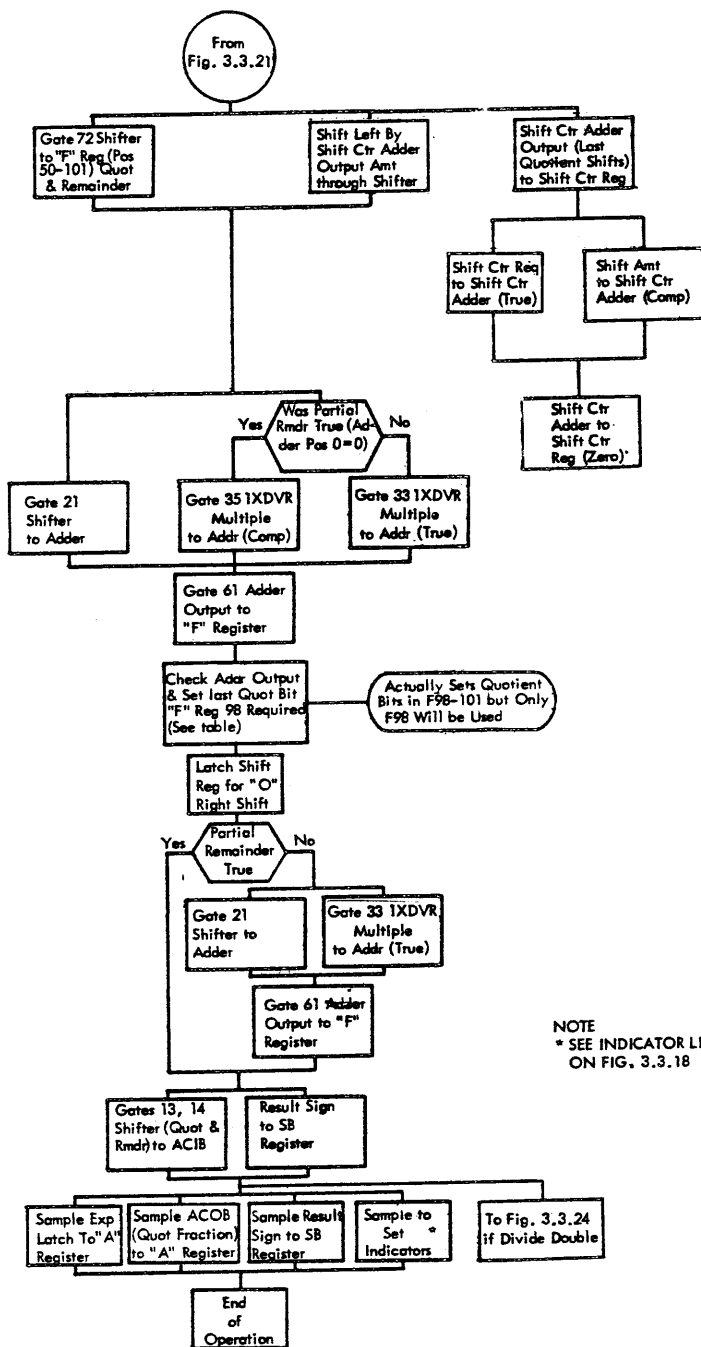 From
Fig. 3.3.21
Gate 72 Shifter
to "F" Reg (Pos
50-101) Quot
& Remainder
Shift Left By
Shift Ctr Adder
Output Amt
through Shifter
Shift Ctr Adder
Output (Last
Quotient Shifts)
to Shift Ctr Reg
Shift Ctr Req
to Shift Ctr
Adder (True)
Shift Amt
to Shift Ctr
Adder (Comp)
Shift Ctr
Adder to
Shift Ctr
Reg (Zero)
Yes
Was Partial
Rmdr True (Ad-
der Pos 0=0)
No
Gate 21
Shifter
to Adder
Gate 35 1XDVR
Multiple
to Addr (Comp)
Gate 33 1XDVR
Multiple
to Addr (True)
Gate 61 Adder
Output to
"F" Register
Check Addr Output
& Set last Quot Bit
"F" Reg 98 Required
(See table)
Actually Sets Quotient
Bits in F98-101 but Only
F98 Will be Used
Latch Shift
Reg for "O"
Right Shift
Yes
Partial
Remainder
True
No
Gate 21
Shifter to
Adder
Gate 33 1XDVR
Multiple
to Addr (True)
Gate 61 Adder
Output to "F"
Register
NOTE
* SEE INDICATOR LI
ON FIG. 3.3.18
Gates 13, 14
Shifter (Quot &
Rmdr) to ACIB
Result Sign
to SB
Register
Sample Exp
Latch To "A"
Register
Sample ACOB
(Quot Fraction)
to "A" Register
Sample Result
Sign to SB
Register
Sample to
Set *
Indicators
To Fig. 3.3.24
if Divide Double
End
of
Operation